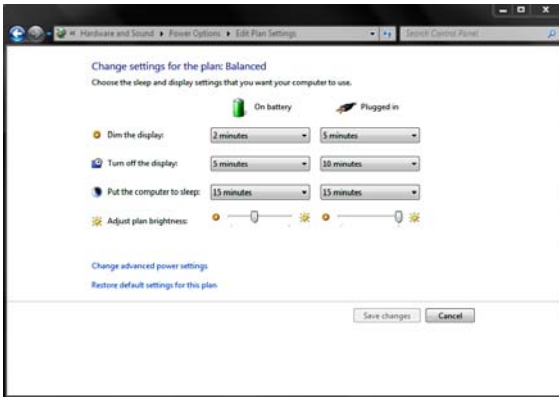 « Hardware and Sound ▸ Power Options ▸ Edit Plan Settings
Search Control Panel
Change settings for the plan: Balanced
Choose the sleep and display settings that you want your computer to use.
On battery Plugged in
Dim the display: 2 minutes 5 minutes
Turn off the display: 5 minutes 10 minutes
Put the computer to sleep: 15 minutes 15 minutes
Adjust plan brightness:
Change advanced power settings
Restore default settings for this plan
Save changes Cancel